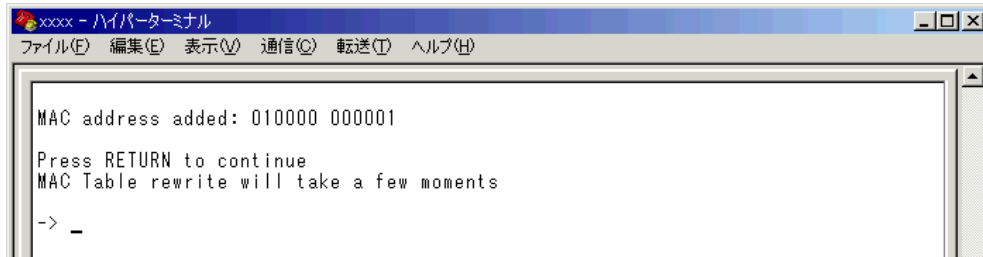 xxxx - ハイパーターミナル
ファイル(F) 編集(E) 表示(V) 通信(C) 転送(T) ヘルプ(H)
MAC address added: 010000 000001
Press RETURN to continue
MAC Table rewrite will take a few moments
-> _